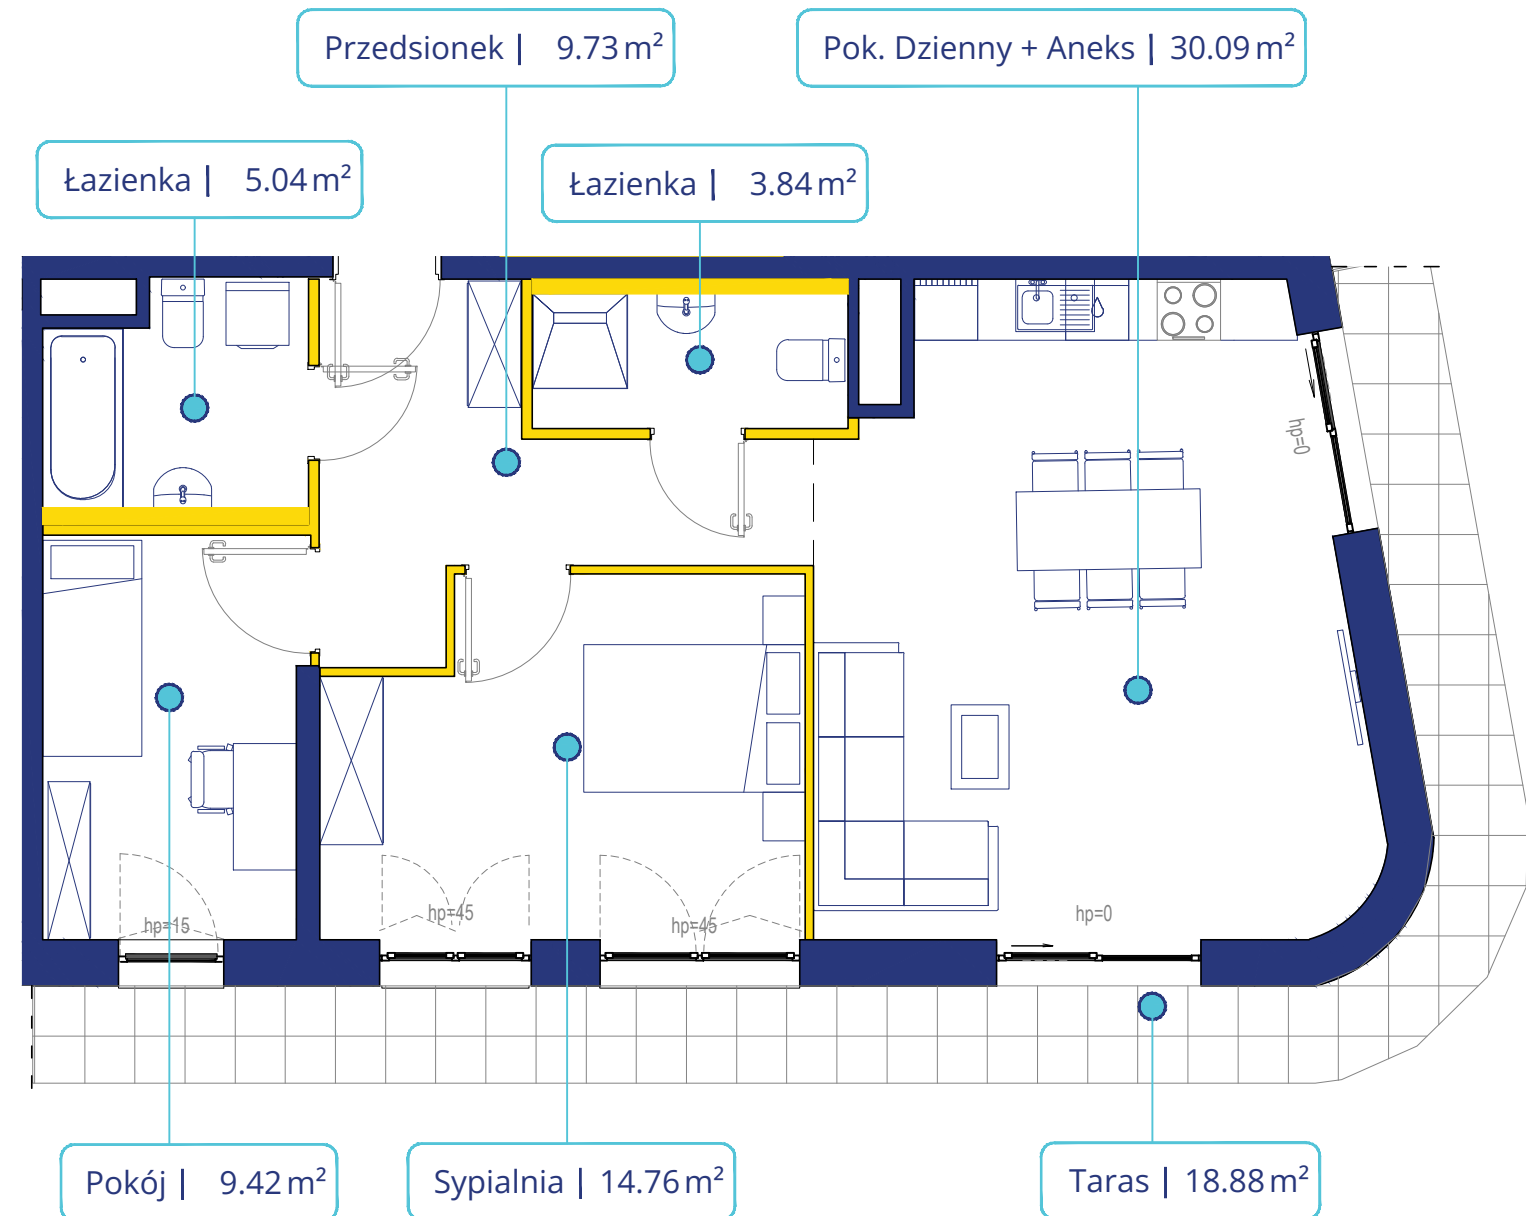 Przedsionek | 9.73 m²
Pok. Dzienny + Aneks | 30.09 m²
Łazienka | 5.04 m²
Łazienka | 3.84 m²
hp=0
hp=15
hp=45
hp=45
hp=0
Pokój | 9.42 m²
Sypialnia | 14.76 m²
Taras | 18.88 m²